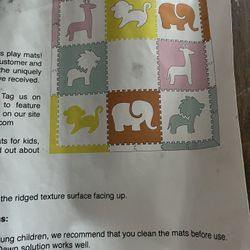 s play mats!
ustomer and
the uniquely
ve received.
Tag us on
to feature
on our site
com
ts for kids,
d out about
the ridged texture surface facing up.
s:
ung children, we recommend that you clean the mats before use.
Dawn solution works well.